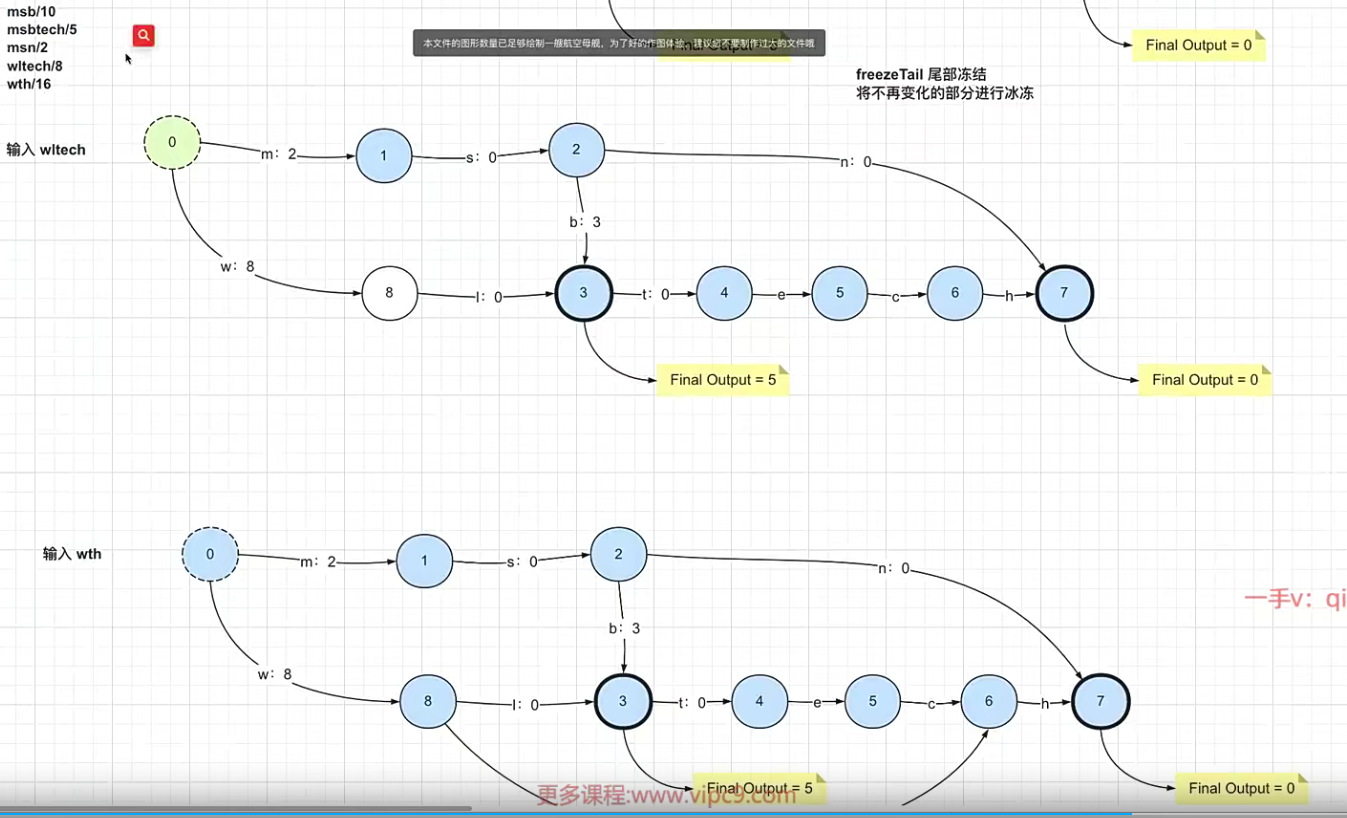 msb/10
msbtech/5
msn/2
wltech/8
wth/16
本文件的图形数量已足够绘制一艘航空母舰，为了好的作图体验，建议您不要制作过大的文件哦
Final Output = 0
freezeTail 尾部冻结
将不再变化的部分进行冰冻
输入 wltech
0
m：2
1
s：0
2
n：0
b：3
w：8
8
l：0
3
t：0
4
e
5
c
6
h
7
Final Output = 5
Final Output = 0
输入 wth
0
m：2
1
s：0
2
n：0
b：3
一手v：qi
w：8
8
l：0
3
t：0
4
e
5
c
6
h
7
Final Output = 5
Final Output = 0
更多课程:www.vipc9.com